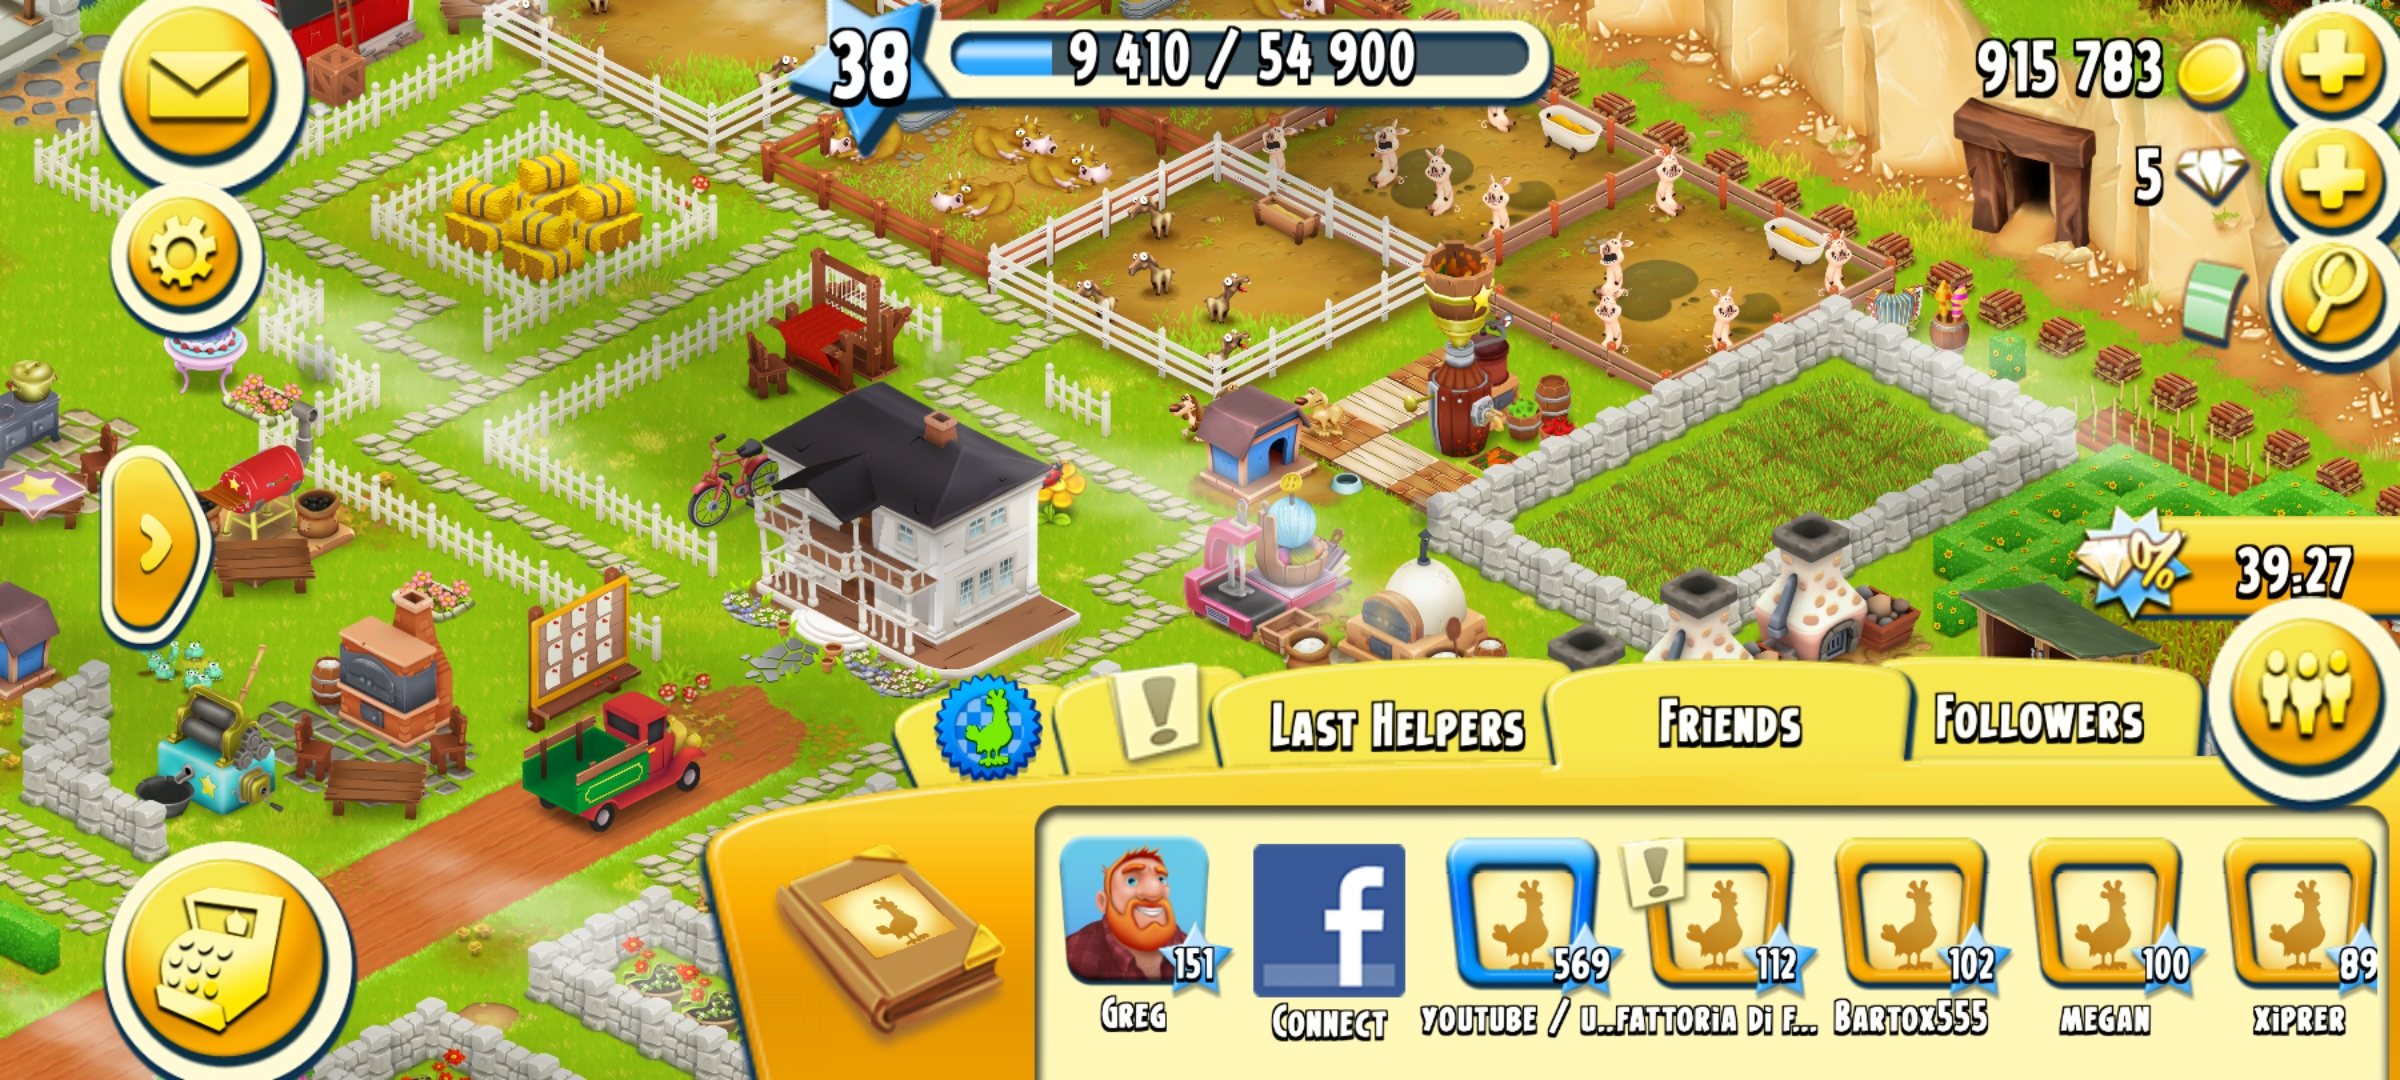 38
9 410 / 54 900
915 783
5
%
39:27
!
LAST HELPERS
FRIENDS
FOLLOWERS
151
GREG
f
CONNECT
569
YOUTUBE / U...
!
112
FATTORIA DI F...
102
BARTOX555
100
MEGAN
89
XIPRER